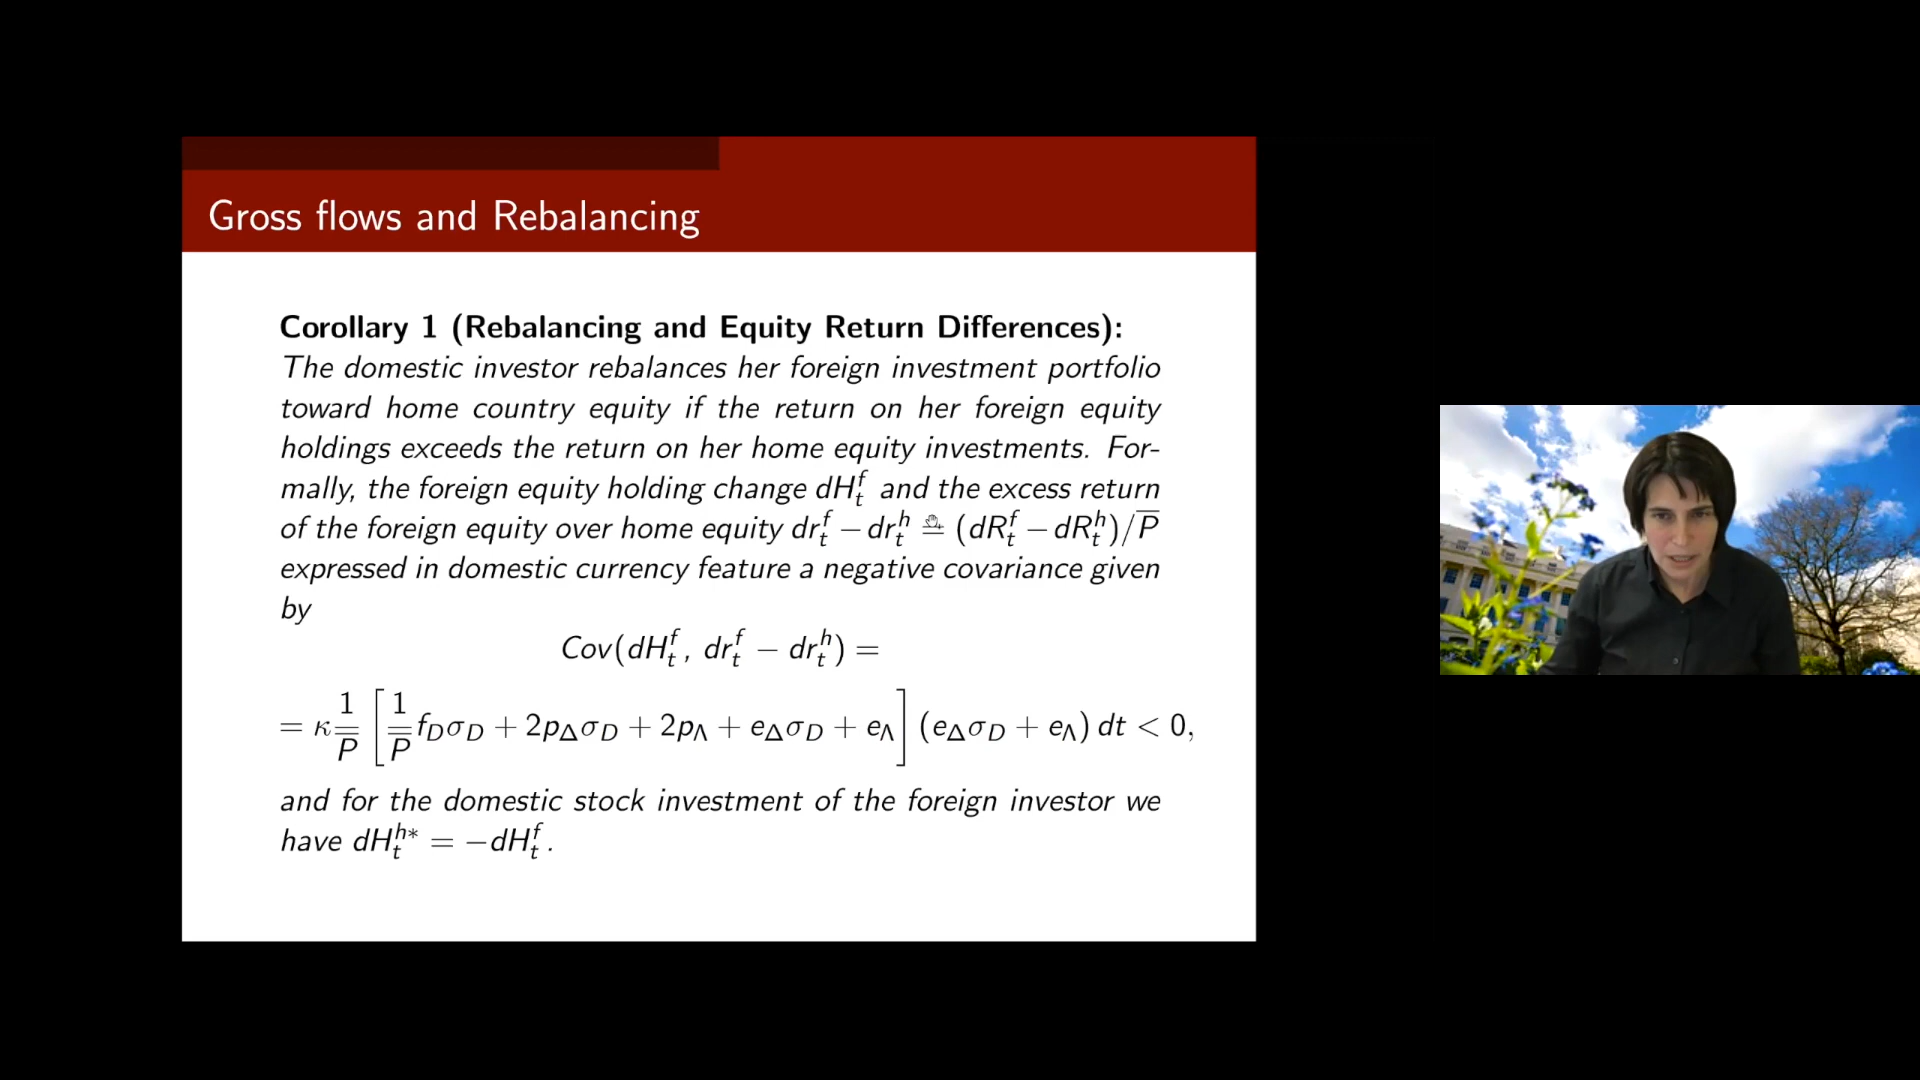 Gross flows and Rebalancing
Corollary 1 (Rebalancing and Equity Return Differences):
The domestic investor rebalances her foreign investment portfolio
toward home country equity if the return on her foreign equity
holdings exceeds the return on her home equity investments. For-
mally, the foreign equity holding change dH_t^f and the excess return
of the foreign equity over home equity dr_t^f − dr_t^h = (dR_t^f − dR_t^h)/P̅
expressed in domestic currency feature a negative covariance given
by
Cov(dH_t^f, dr_t^f − dr_t^h) =
= κ 1/P̅ [1/P̅ f_D σ_D + 2p_Δ σ_D + 2p_Λ + e_Δ σ_D + e_Λ] (e_Δ σ_D + e_Λ) dt < 0,
and for the domestic stock investment of the foreign investor we
have dH_t^{h*} = −dH_t^f.